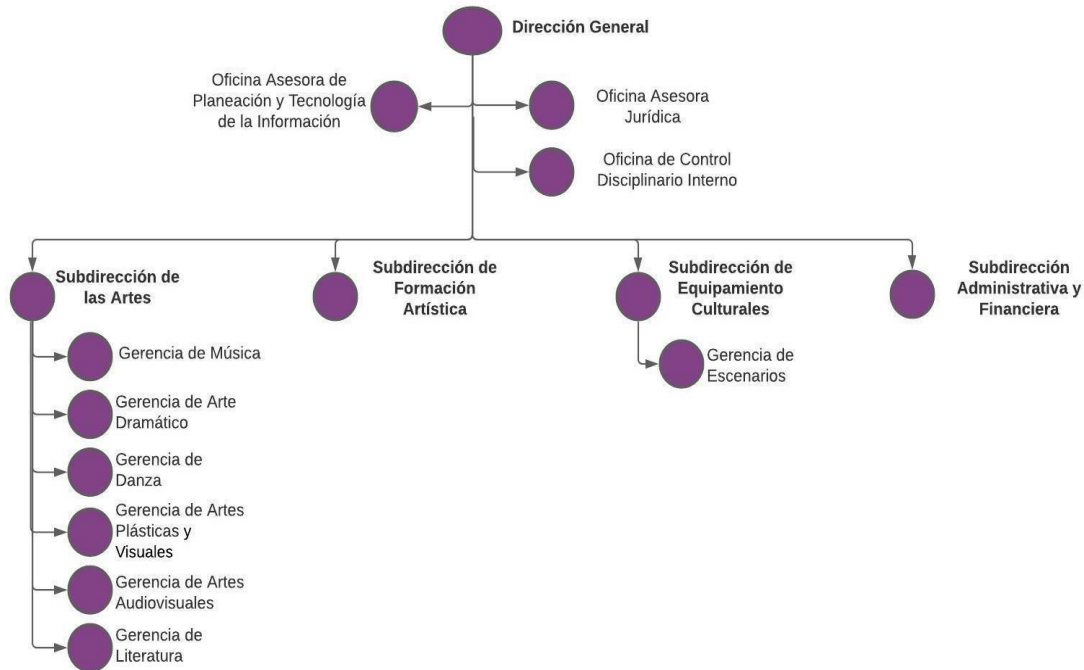 Dirección General
Oficina Asesora de
Planeación y Tecnología
de la Información
Oficina Asesora
Jurídica
Oficina de Control
Disciplinario Interno
Subdirección de
las Artes
Subdirección de
Formación
Artística
Subdirección de
Equipamiento
Culturales
Subdirección
Administrativa y
Financiera
Gerencia de Música
Gerencia de Arte
Dramático
Gerencia de
Danza
Gerencia de Artes
Plásticas y
Visuales
Gerencia de Artes
Audiovisuales
Gerencia de
Literatura
Gerencia de
Escenarios